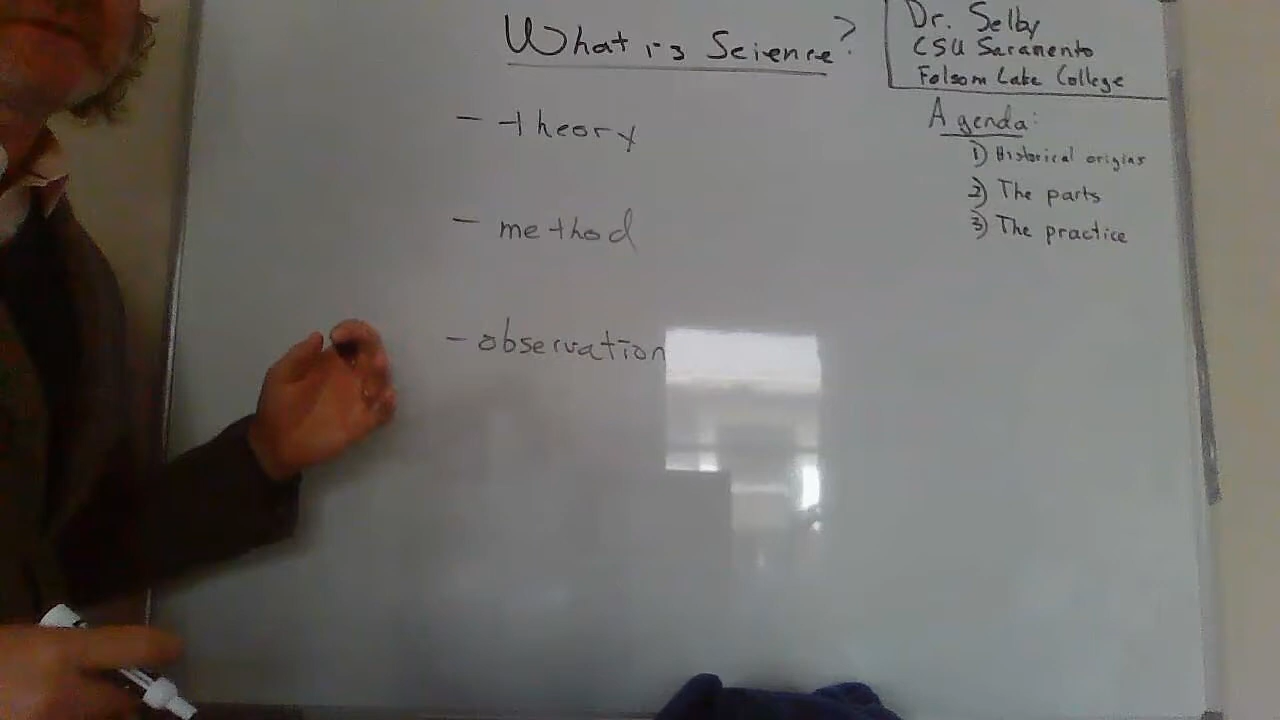 What is Science?
- theory
- method
- observation
Dr. Selby
CSU Saramento
Folsom Lake College
Agenda:
1) Historical origins
2) The parts
3) The practice